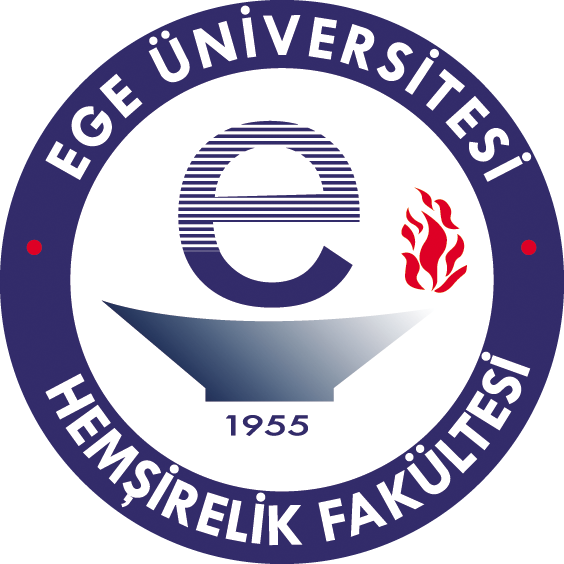 EGE ÜNİVERSİTESİ
e
1955
HEMŞİRELİK FAKÜLTESİ